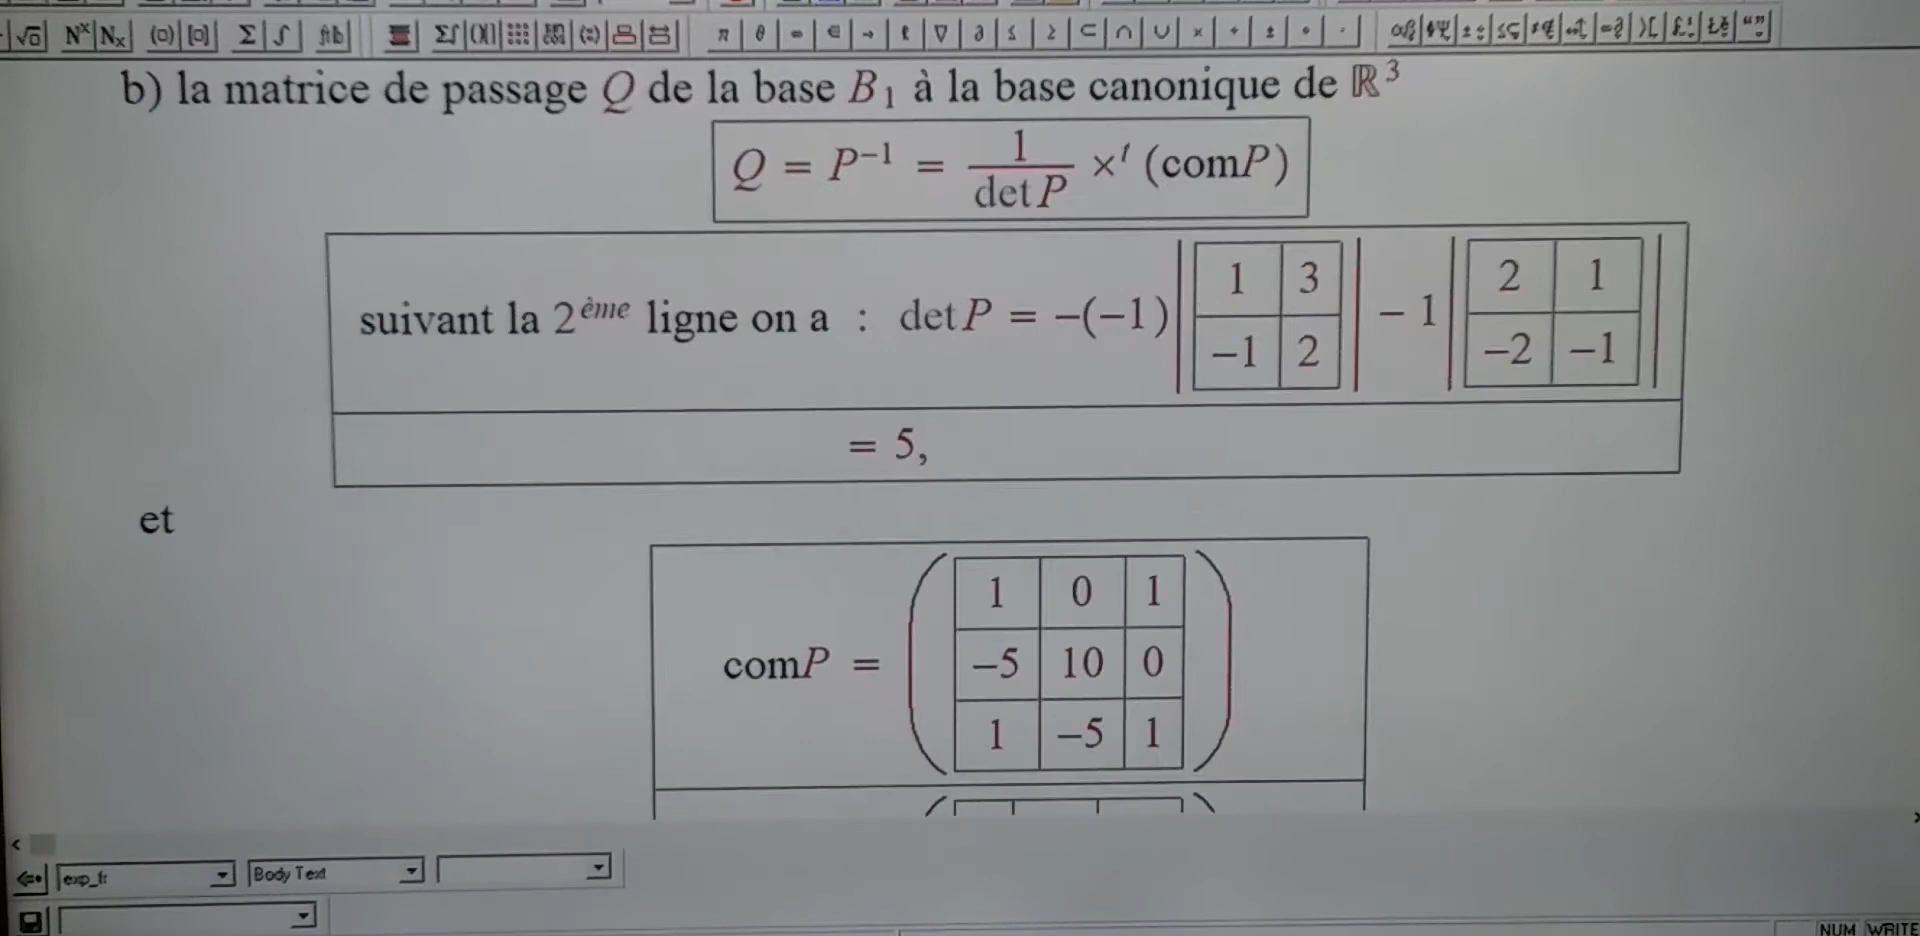 b) la matrice de passage Q de la base B₁ à la base canonique de ℝ³
Q = P⁻¹ = 1/det P ×ᵗ (comP)
suivant la 2ème ligne on a : det P = −(−1) | 1 3 ; −1 2 | − 1 | 2 1 ; −2 −1 |
= 5,
et
comP = ( 1 0 1
−5 10 0
1 −5 1 )
exp_fr
Body Text
NUM WRITE